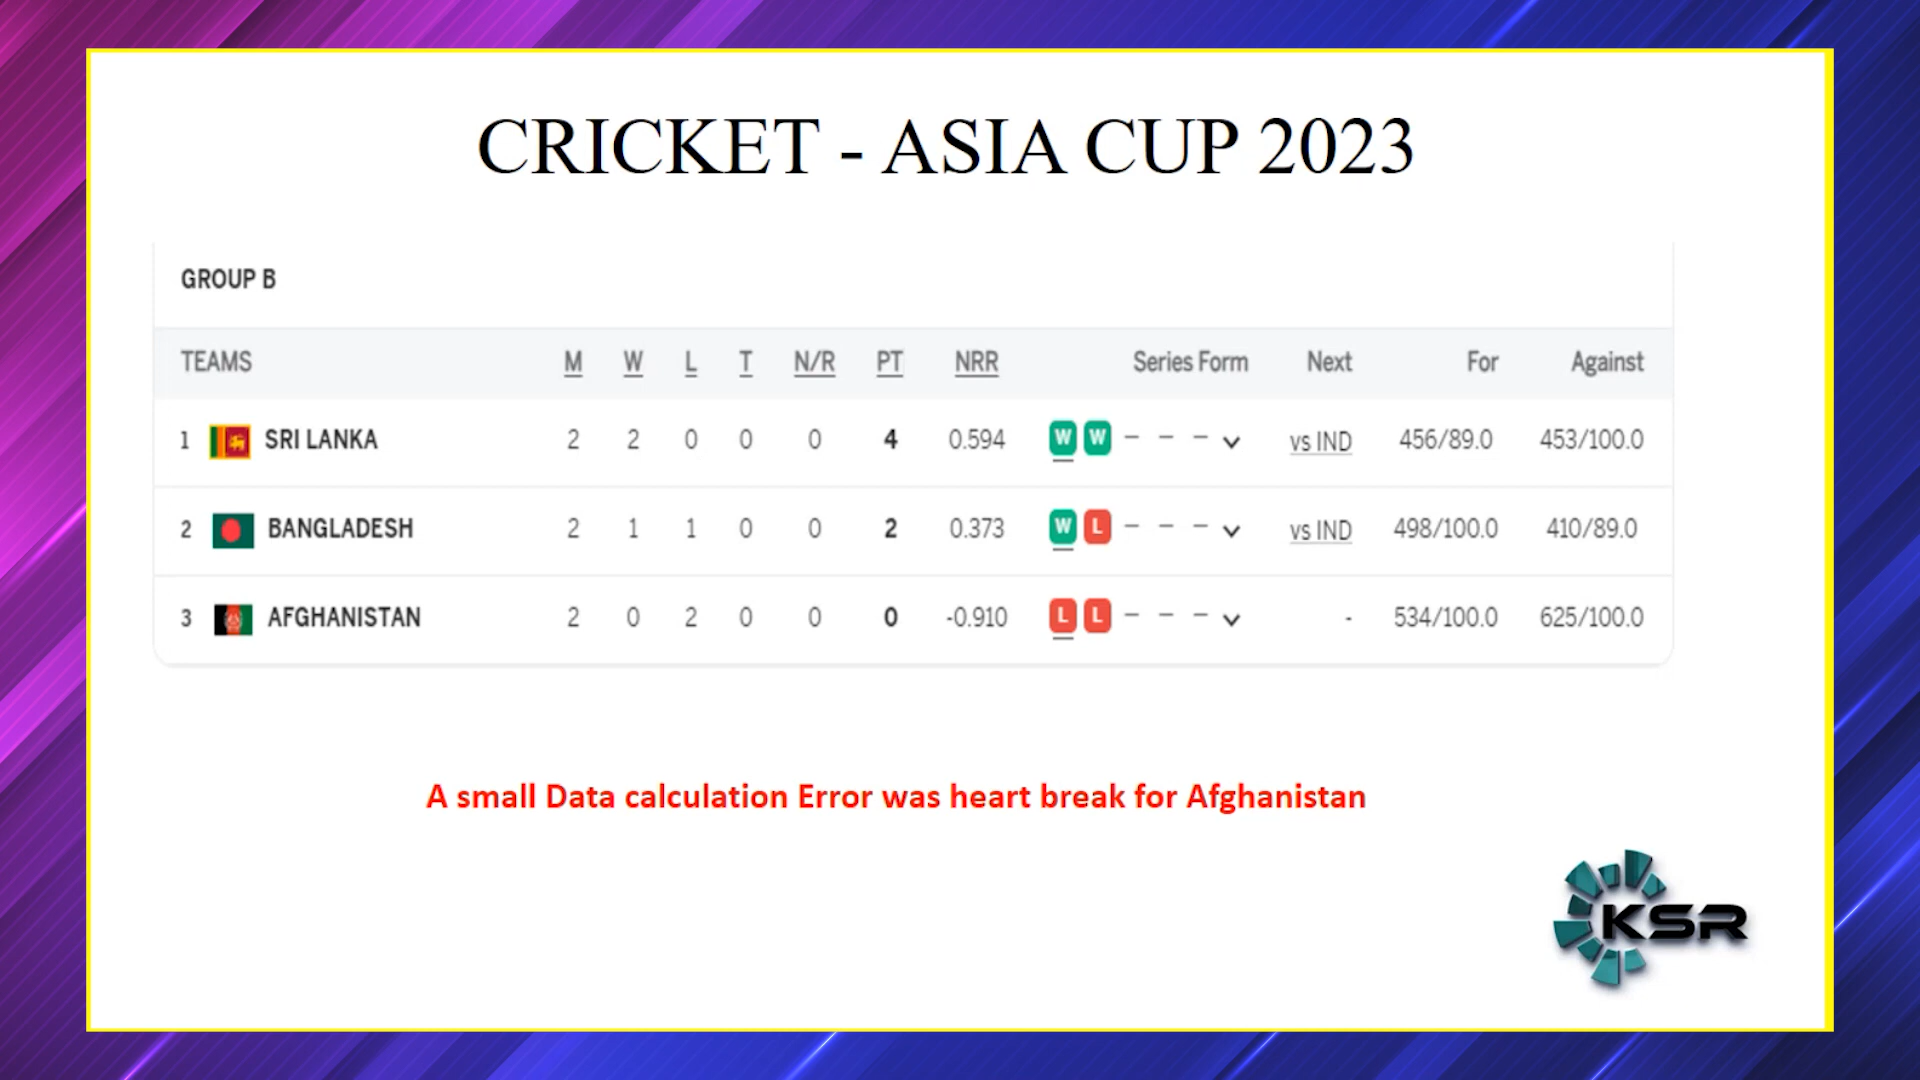 CRICKET - ASIA CUP 2023
GROUP B
TEAMS M W L T N/R PT NRR Series Form Next For Against
1 SRI LANKA 2 2 0 0 0 4 0.594 W W – – – vs IND 456/89.0 453/100.0
2 BANGLADESH 2 1 1 0 0 2 0.373 W L – – – vs IND 498/100.0 410/89.0
3 AFGHANISTAN 2 0 2 0 0 0 -0.910 L L – – – - 534/100.0 625/100.0
A small Data calculation Error was heart break for Afghanistan
KSR